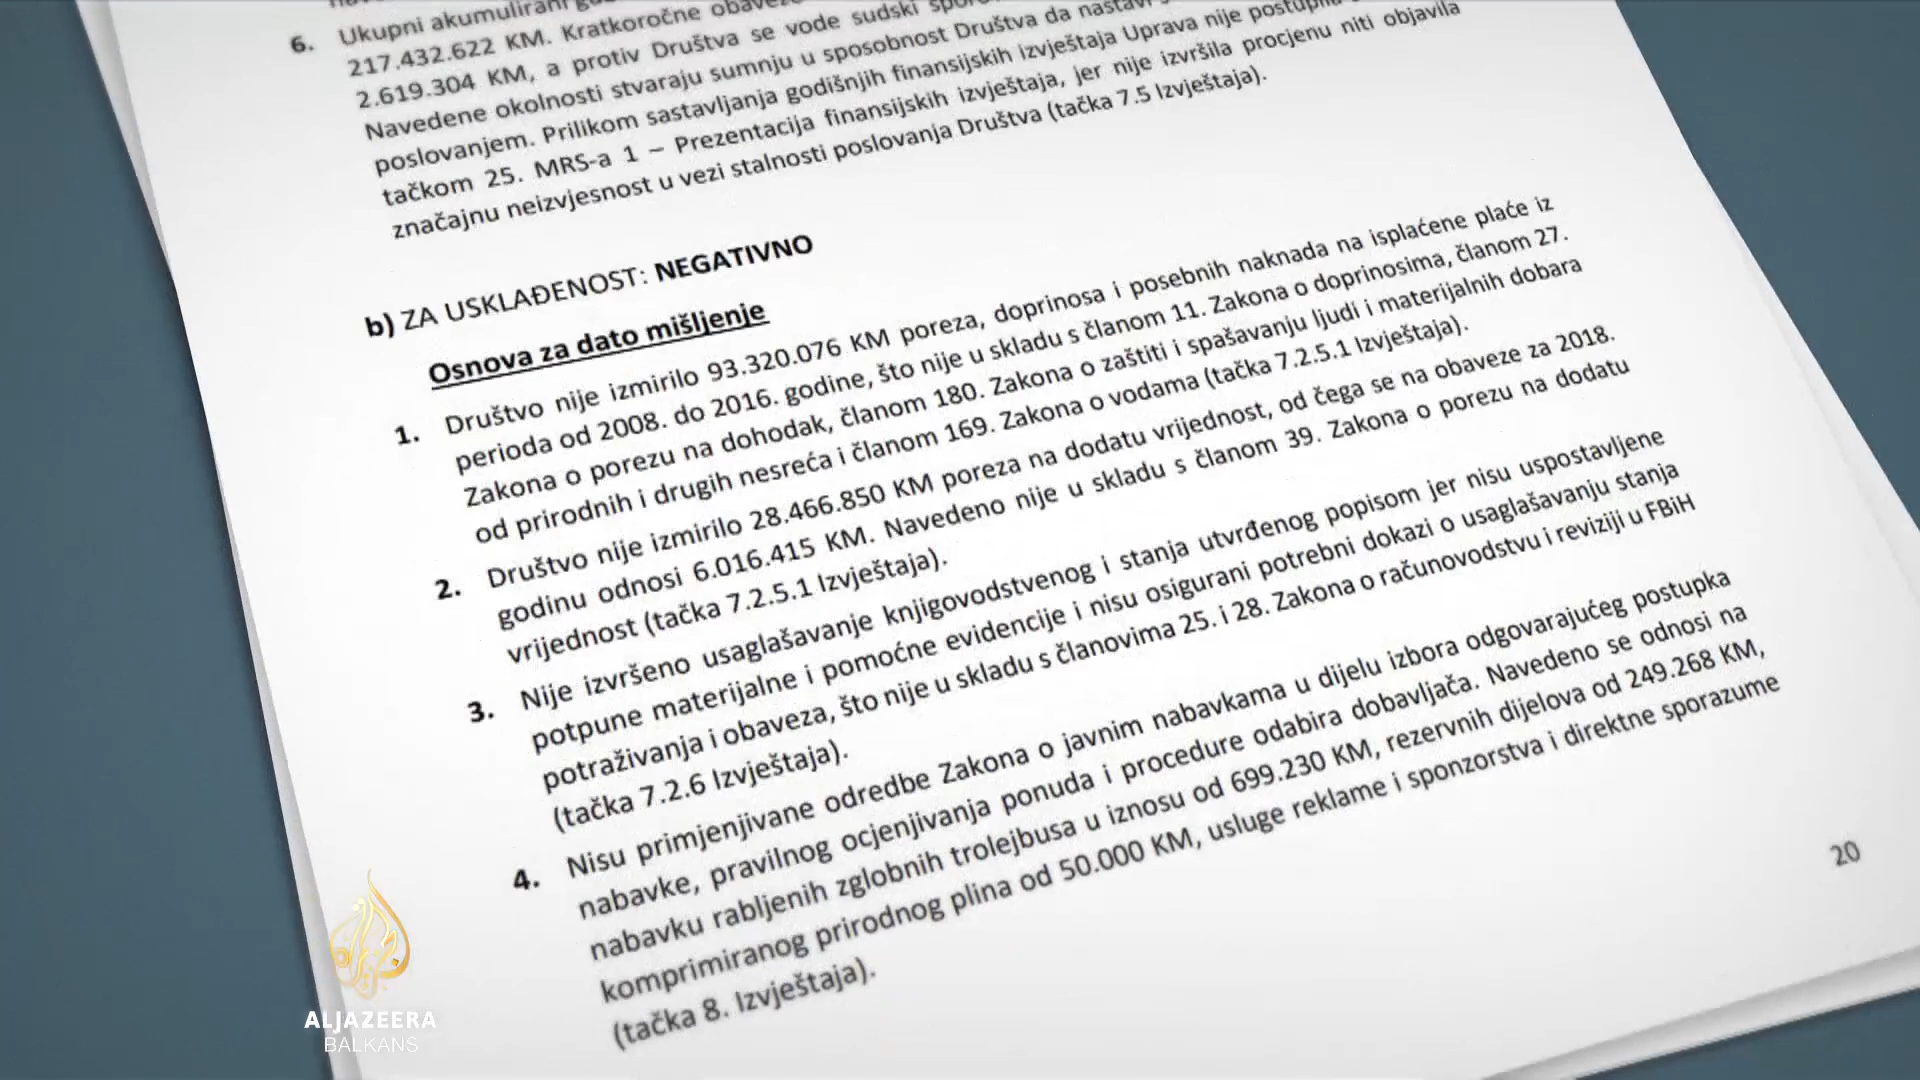 6. Ukupni akumulirani
217.432.622 KM. Kratkoročne
2.619.304 KM, a protiv Društva se vode sudski
Navedene okolnosti stvaraju sumnju u sposobnost Društva da nastavi
poslovanjem. Prilikom sastavljanja godišnjih finansijskih izvještaja Uprava nije
tačkom 25. MRS-a 1 – Prezentacija finansijskih izvještaja, jer nije izvršila procjenu niti objavila
značajnu neizvjesnost u vezi stalnosti poslovanja Društva (tačka 7.5 Izvještaja).
b) ZA USKLAĐENOST: NEGATIVNO
Osnova za dato mišljenje
1. Društvo nije izmirilo 93.320.076 KM poreza, doprinosa i posebnih naknada na isplaćene plaće iz
perioda od 2008. do 2016. godine, što nije u skladu s članom 11. Zakona o doprinosima, članom 27.
Zakona o porezu na dohodak, članom 180. Zakona o zaštiti i spašavanju ljudi i materijalnih dobara
od prirodnih i drugih nesreća i članom 169. Zakona o vodama (tačka 7.2.5.1 Izvještaja).
2. Društvo nije izmirilo 28.466.850 KM poreza na dodatu vrijednost, od čega se na obaveze za 2018.
godinu odnosi 6.016.415 KM. Navedeno nije u skladu s članom 39. Zakona o porezu na dodatu
vrijednost (tačka 7.2.5.1 Izvještaja).
3. Nije izvršeno usaglašavanje knjigovodstvenog i stanja utvrđenog popisom jer nisu uspostavljene
potpune materijalne i pomoćne evidencije i nisu osigurani potrebni dokazi o usaglašavanju stanja
potraživanja i obaveza, što nije u skladu s članovima 25. i 28. Zakona o računovodstvu i reviziji u FBiH
(tačka 7.2.6 Izvještaja).
4. Nisu primjenjivane odredbe Zakona o javnim nabavkama u dijelu izbora odgovarajućeg postupka
nabavke, pravilnog ocjenjivanja ponuda i procedure odabira dobavljača. Navedeno se odnosi na
nabavku rabljenih zglobnih trolejbusa u iznosu od 699.230 KM, rezervnih dijelova od 249.268 KM,
komprimiranog prirodnog plina od 50.000 KM, usluge reklame i sponzorstva i direktne sporazume
(tačka 8. Izvještaja).
20
ALJAZEERA
BALKANS